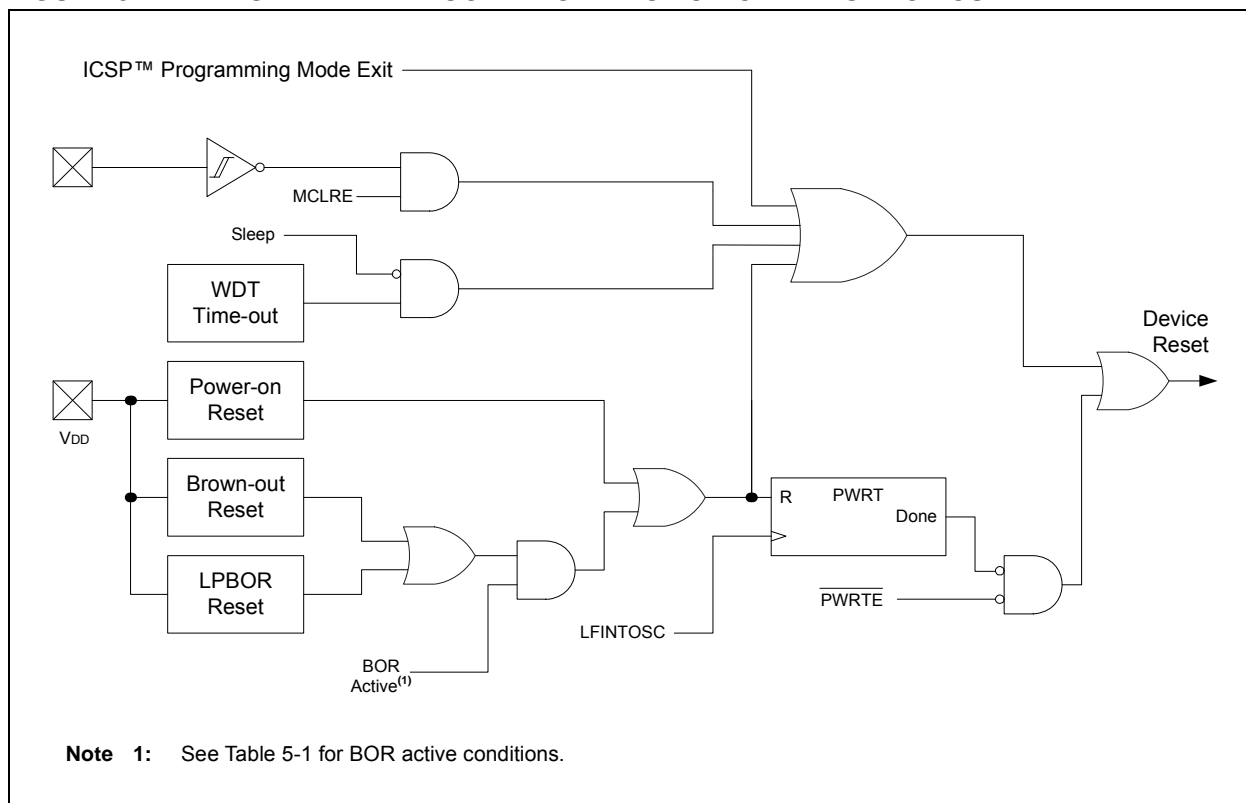 ICSP™ Programming Mode Exit
MCLRE
Sleep
WDT
Time-out
Device
Reset
Power-on
Reset
VDD
Brown-out
Reset
R PWRT
Done
LPBOR
Reset
P̅W̅R̅T̅E̅
LFINTOSC
BOR
Active(1)
Note 1: See Table 5-1 for BOR active conditions.